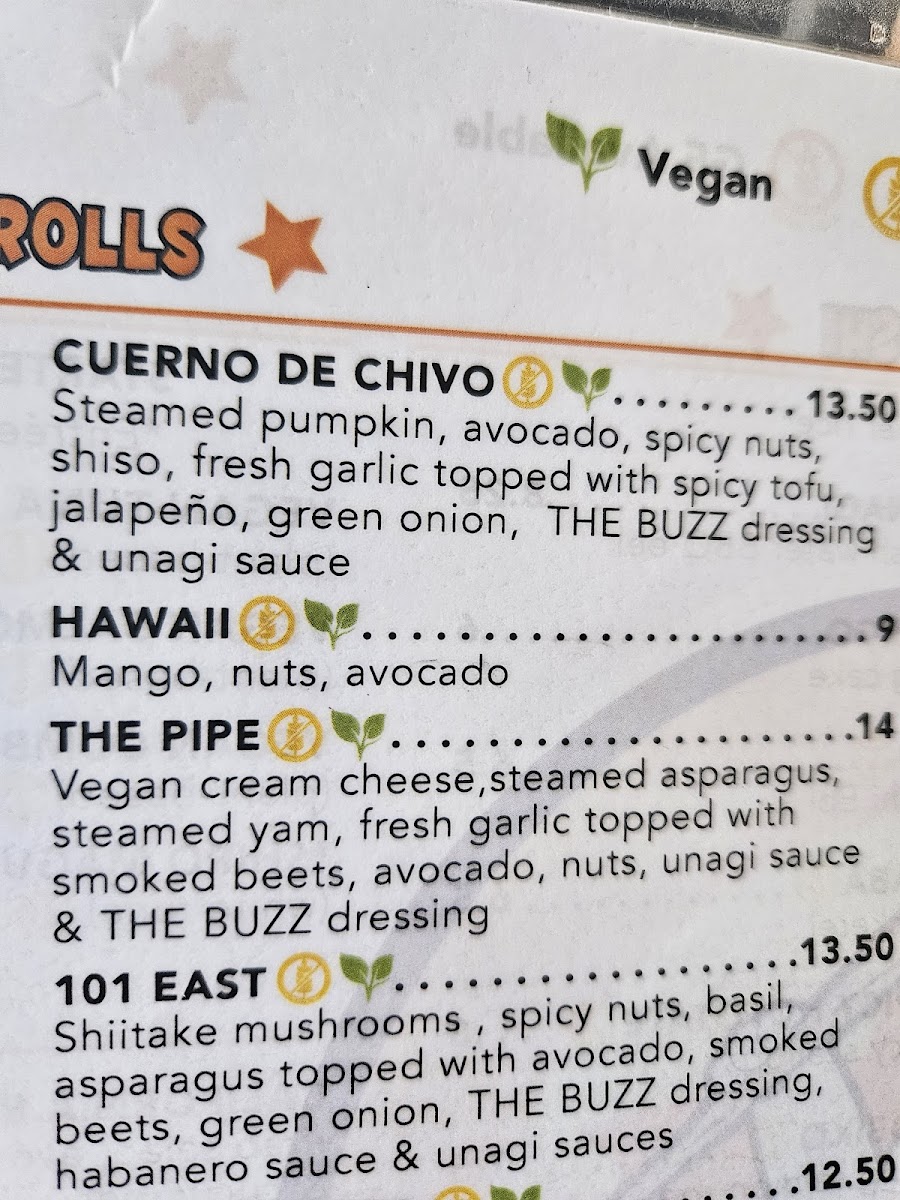 Vegan
ROLLS
CUERNO DE CHIVO..........13.50
Steamed pumpkin, avocado, spicy nuts,
shiso, fresh garlic topped with spicy tofu,
jalapeño, green onion, THE BUZZ dressing
& unagi sauce
HAWAII........................9
Mango, nuts, avocado
THE PIPE......................14
Vegan cream cheese,steamed asparagus,
steamed yam, fresh garlic topped with
smoked beets, avocado, nuts, unagi sauce
& THE BUZZ dressing
101 EAST....................13.50
Shiitake mushrooms , spicy nuts, basil,
asparagus topped with avocado, smoked
beets, green onion, THE BUZZ dressing,
habanero sauce & unagi sauces
.....12.50